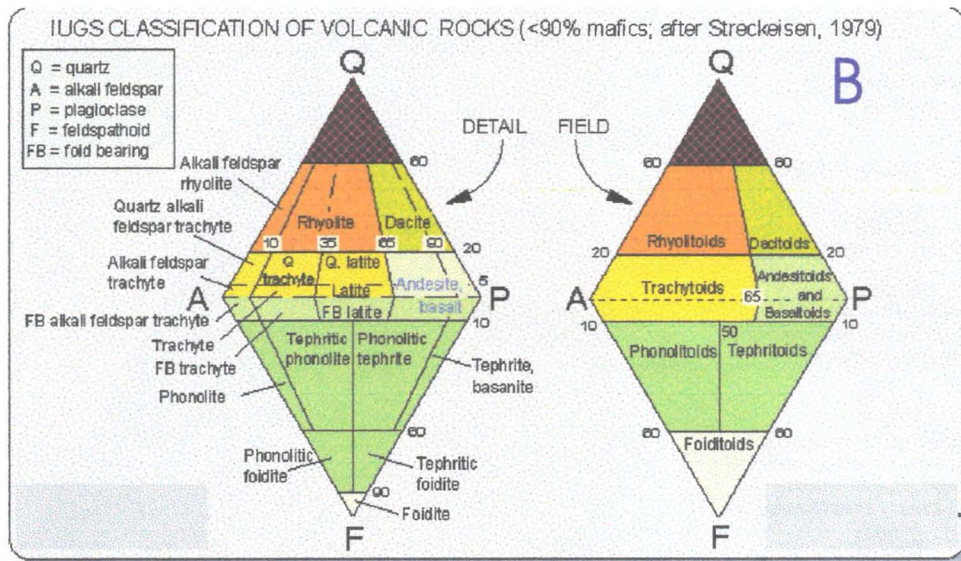 IUGS CLASSIFICATION OF VOLCANIC ROCKS (<90% mafics; after Streckeisen, 1979)
Q = quartz
A = alkali feldspar
P = plagioclase
F = feldspathoid
FB = foid bearing
B
DETAIL
FIELD
Q
60
Alkali feldspar
rhyolite
Quartz alkali
feldspar trachyte
Alkali feldspar
trachyte
Rhyolite
Dacite
10
35
65
90
20
Q
trachyte
Q. latite
Latite
Andesite,
basalt
5
A
P
FB alkali feldspar trachyte
FB latite
10
Trachyte
FB trachyte
Phonolite
Tephritic
phonolite
Phonolitic
tephrite
Tephrite,
basanite
60
Phonolitic
foidite
Tephritic
foidite
90
Foidite
F
Q
60
60
Rhyolitoids
Dacitoids
20
20
Trachytoids
65
Andesitoids
and
Basaltoids
A
P
10
50
10
Phonolitoids
Tephritoids
60
60
Foiditoids
F